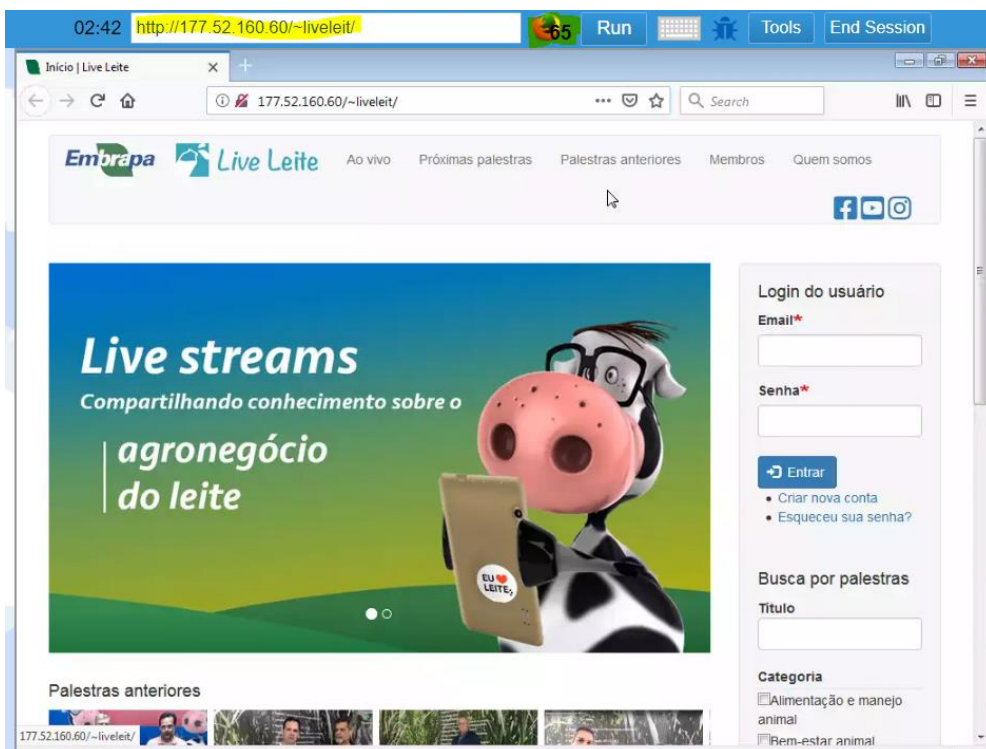 02:42 http://177.52.160.60/~liveleit/ 65 Run Tools End Session
Início | Live Leite
177.52.160.60/~liveleit/ Search
Embrapa Live Leite Ao vivo Próximas palestras Palestras anteriores Membros Quem somos
Live streams
Compartilhando conhecimento sobre o
agronegócio
do leite
EU
LEITE
Login do usuário
Email*
Senha*
Entrar
Criar nova conta
Esqueceu sua senha?
Busca por palestras
Título
Categoria
Alimentação e manejo
animal
Bem-estar animal
Palestras anteriores
177.52.160.60/~liveleit/